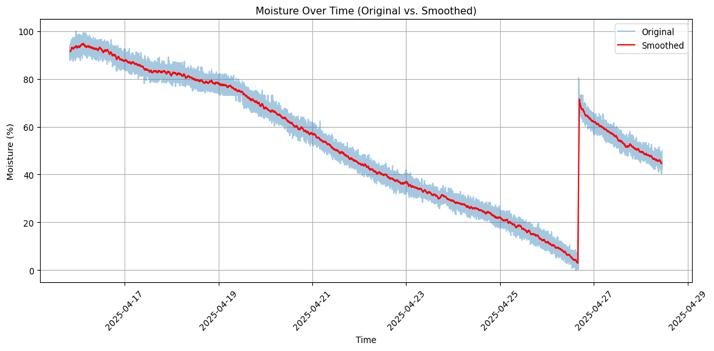 Moisture Over Time (Original vs. Smoothed)
Original
Smoothed
Moisture (%)
100
80
60
40
20
0
2025-04-17
2025-04-19
2025-04-21
2025-04-23
2025-04-25
2025-04-27
2025-04-29
Time